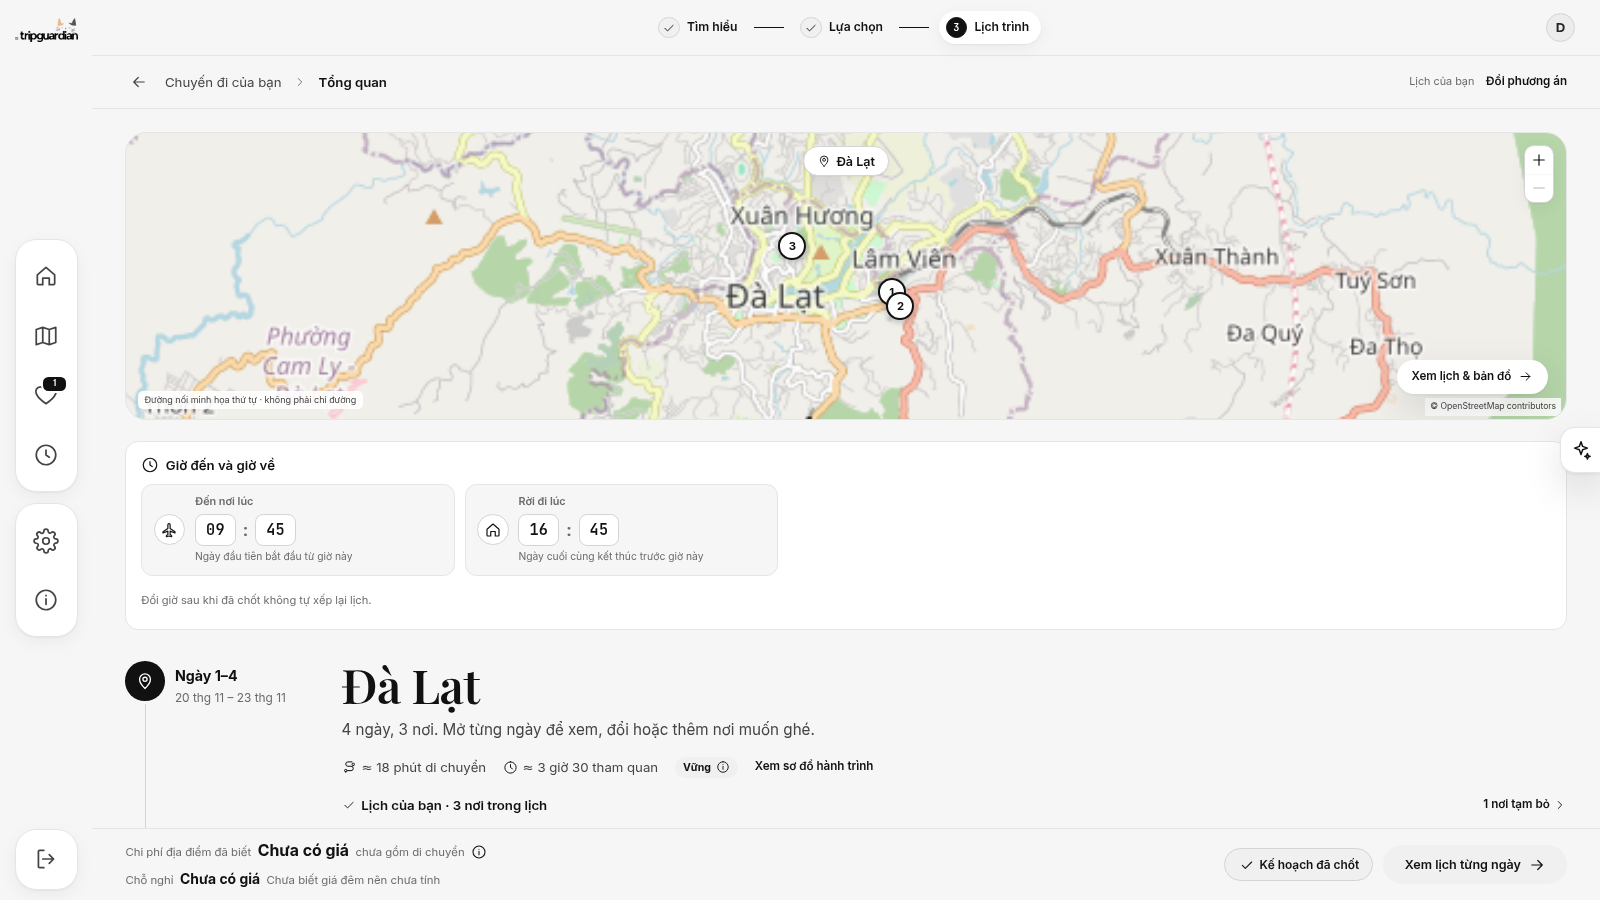 tripguardian
Tìm hiểu
Lựa chọn
3 Lịch trình
D
Chuyến đi của bạn > Tổng quan
Lịch của bạn Đổi phương án
Đà Lạt
Xuân Hương
3
Lâm Viên
Xuân Thành
Tuý Sơn
1
2
Đà Lạt
Phường
Cam Ly -
Đa Quý
Đa Thọ
Xem lịch & bản đồ →
Đường nối minh họa thứ tự · không phải chỉ đường
© OpenStreetMap contributors
1
Giờ đến và giờ về
Đến nơi lúc
09 : 45
Ngày đầu tiên bắt đầu từ giờ này
Rời đi lúc
16 : 45
Ngày cuối cùng kết thúc trước giờ này
Đổi giờ sau khi đã chốt không tự xếp lại lịch.
Ngày 1–4
20 thg 11 – 23 thg 11
Đà Lạt
4 ngày, 3 nơi. Mở từng ngày để xem, đổi hoặc thêm nơi muốn ghé.
≈ 18 phút di chuyển ≈ 3 giờ 30 tham quan Vững Xem sơ đồ hành trình
Lịch của bạn · 3 nơi trong lịch
1 nơi tạm bỏ
Chi phí địa điểm đã biết Chưa có giá chưa gồm di chuyển
Chỗ nghỉ Chưa có giá Chưa biết giá đêm nên chưa tính
Kế hoạch đã chốt
Xem lịch từng ngày →